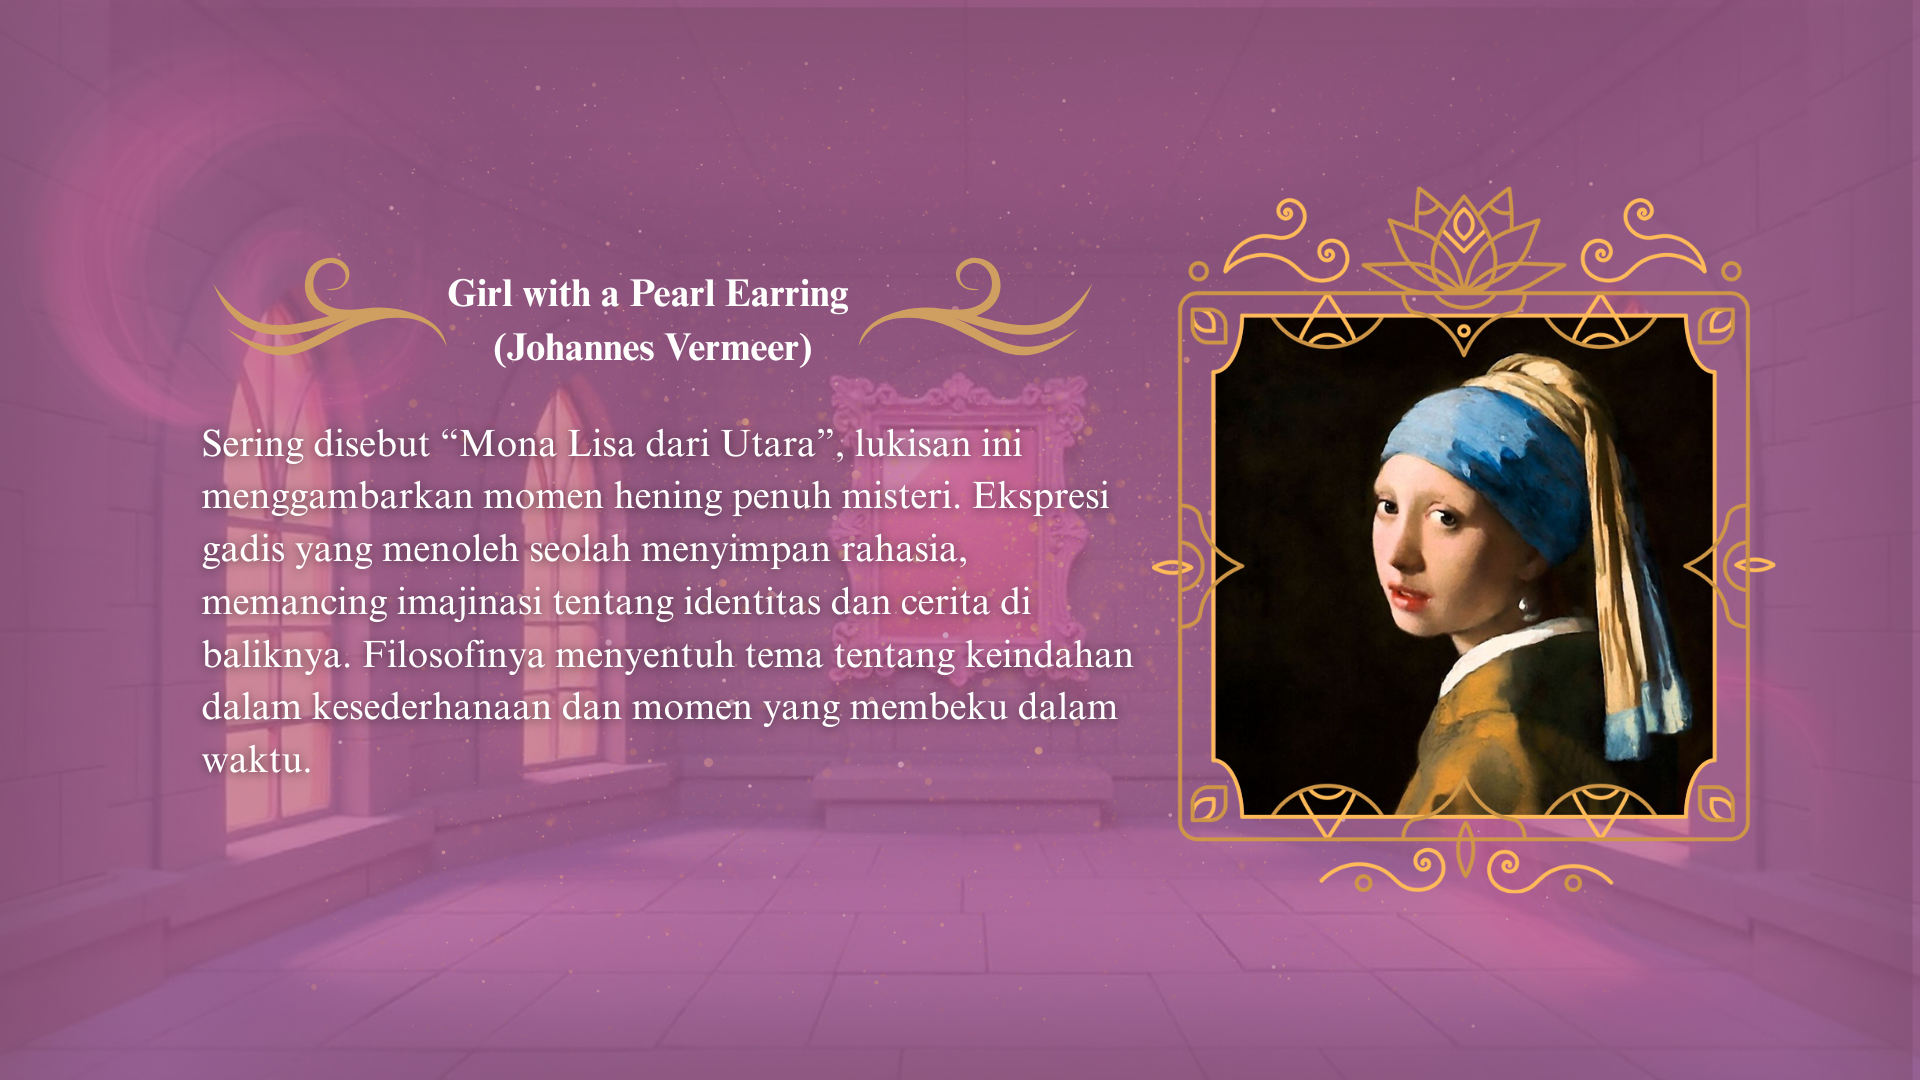 Girl with a Pearl Earring
(Johannes Vermeer)
Sering disebut “Mona Lisa dari Utara”, lukisan ini
menggambarkan momen hening penuh misteri. Ekspresi
gadis yang menoleh seolah menyimpan rahasia,
memancing imajinasi tentang identitas dan cerita di
baliknya. Filosofinya menyentuh tema tentang keindahan
dalam kesederhanaan dan momen yang membeku dalam
waktu.